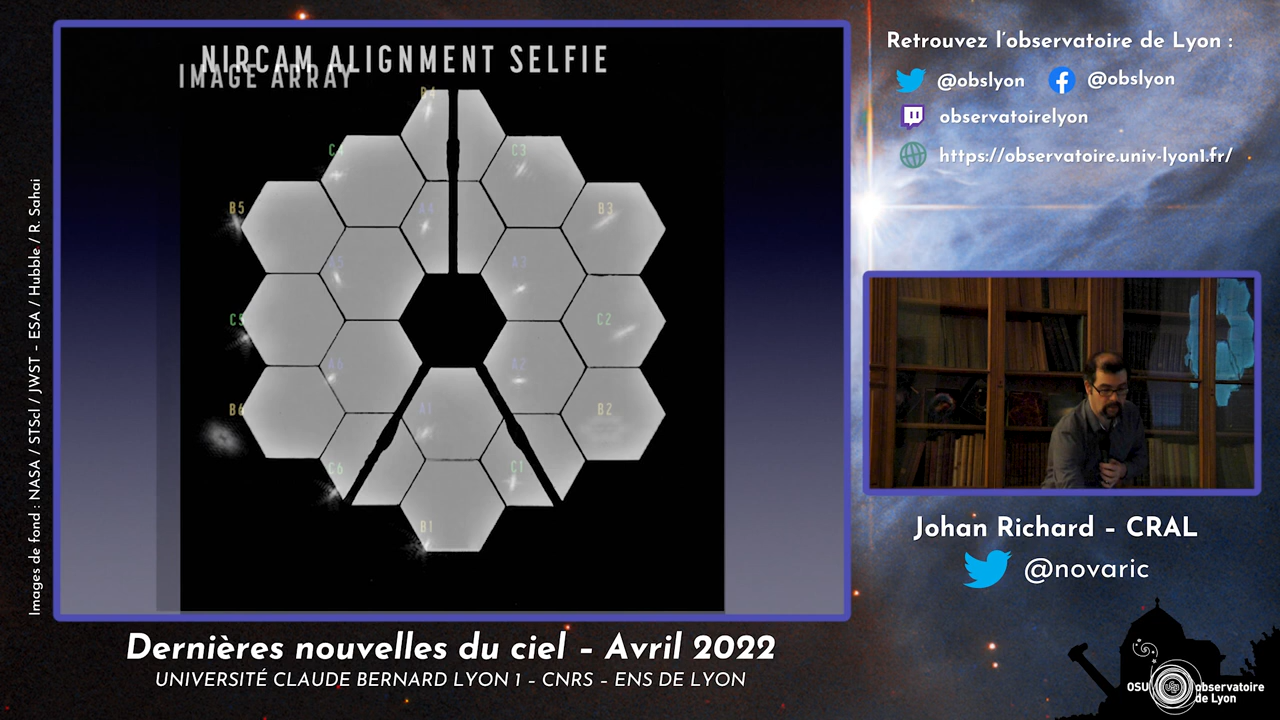 NIRCAM ALIGNMENT SELFIE
IMAGE ARRAY
B4
C4
C3
B5
A4
B3
A5
A3
C5
C2
A6
A2
B6
A1
B2
C6
C1
B1
Images de fond : NASA / STScI / JWST - ESA / Hubble / R. Sahai
Dernières nouvelles du ciel - Avril 2022
UNIVERSITÉ CLAUDE BERNARD LYON 1 - CNRS - ENS DE LYON
Retrouvez l'observatoire de Lyon :
@obslyon @obslyon
observatoirelyon
https://observatoire.univ-lyon1.fr/
Johan Richard - CRAL
@novaric
OSUL observatoire
de Lyon